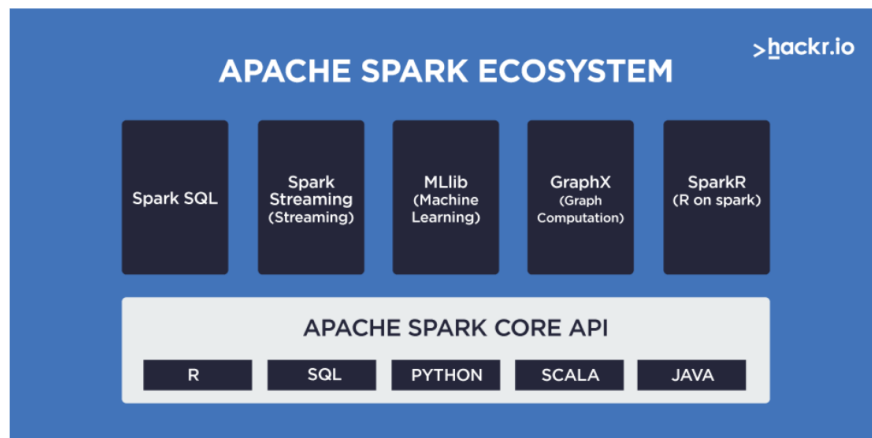 >hackr.io
APACHE SPARK ECOSYSTEM
Spark SQL
Spark
Streaming
(Streaming)
MLlib
(Machine
Learning)
GraphX
(Graph
Computation)
SparkR
(R on spark)
APACHE SPARK CORE API
R
SQL
PYTHON
SCALA
JAVA